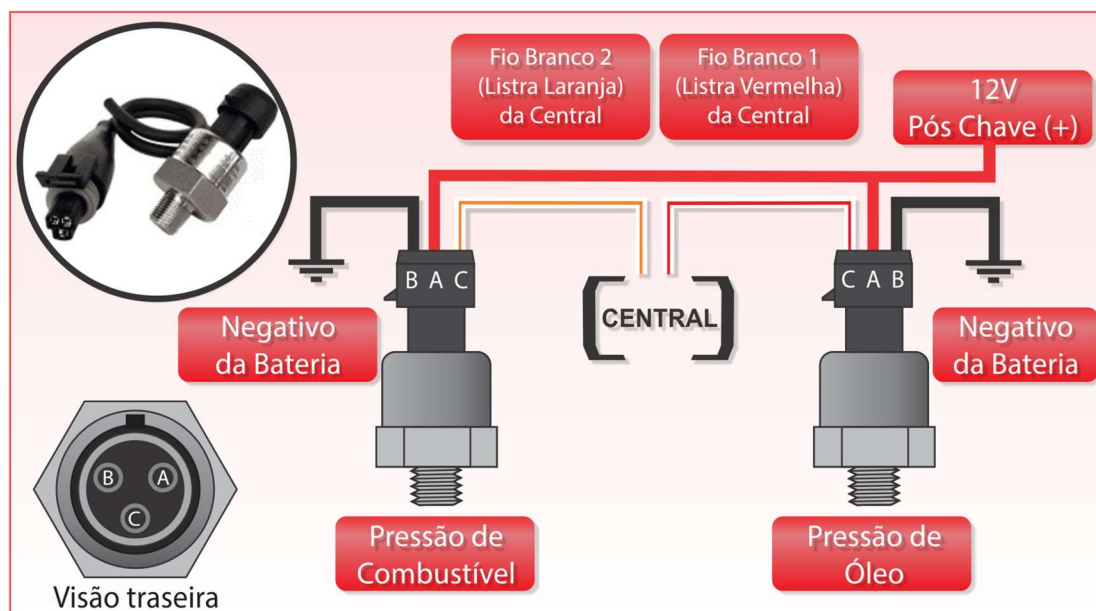 Fio Branco 2
(Listra Laranja)
da Central
Fio Branco 1
(Listra Vermelha)
da Central
12V
Pós Chave (+)
B A C
C A B
CENTRAL
Negativo
da Bateria
Negativo
da Bateria
B
A
C
Visão traseira
Pressão de
Combustível
Pressão de
Óleo